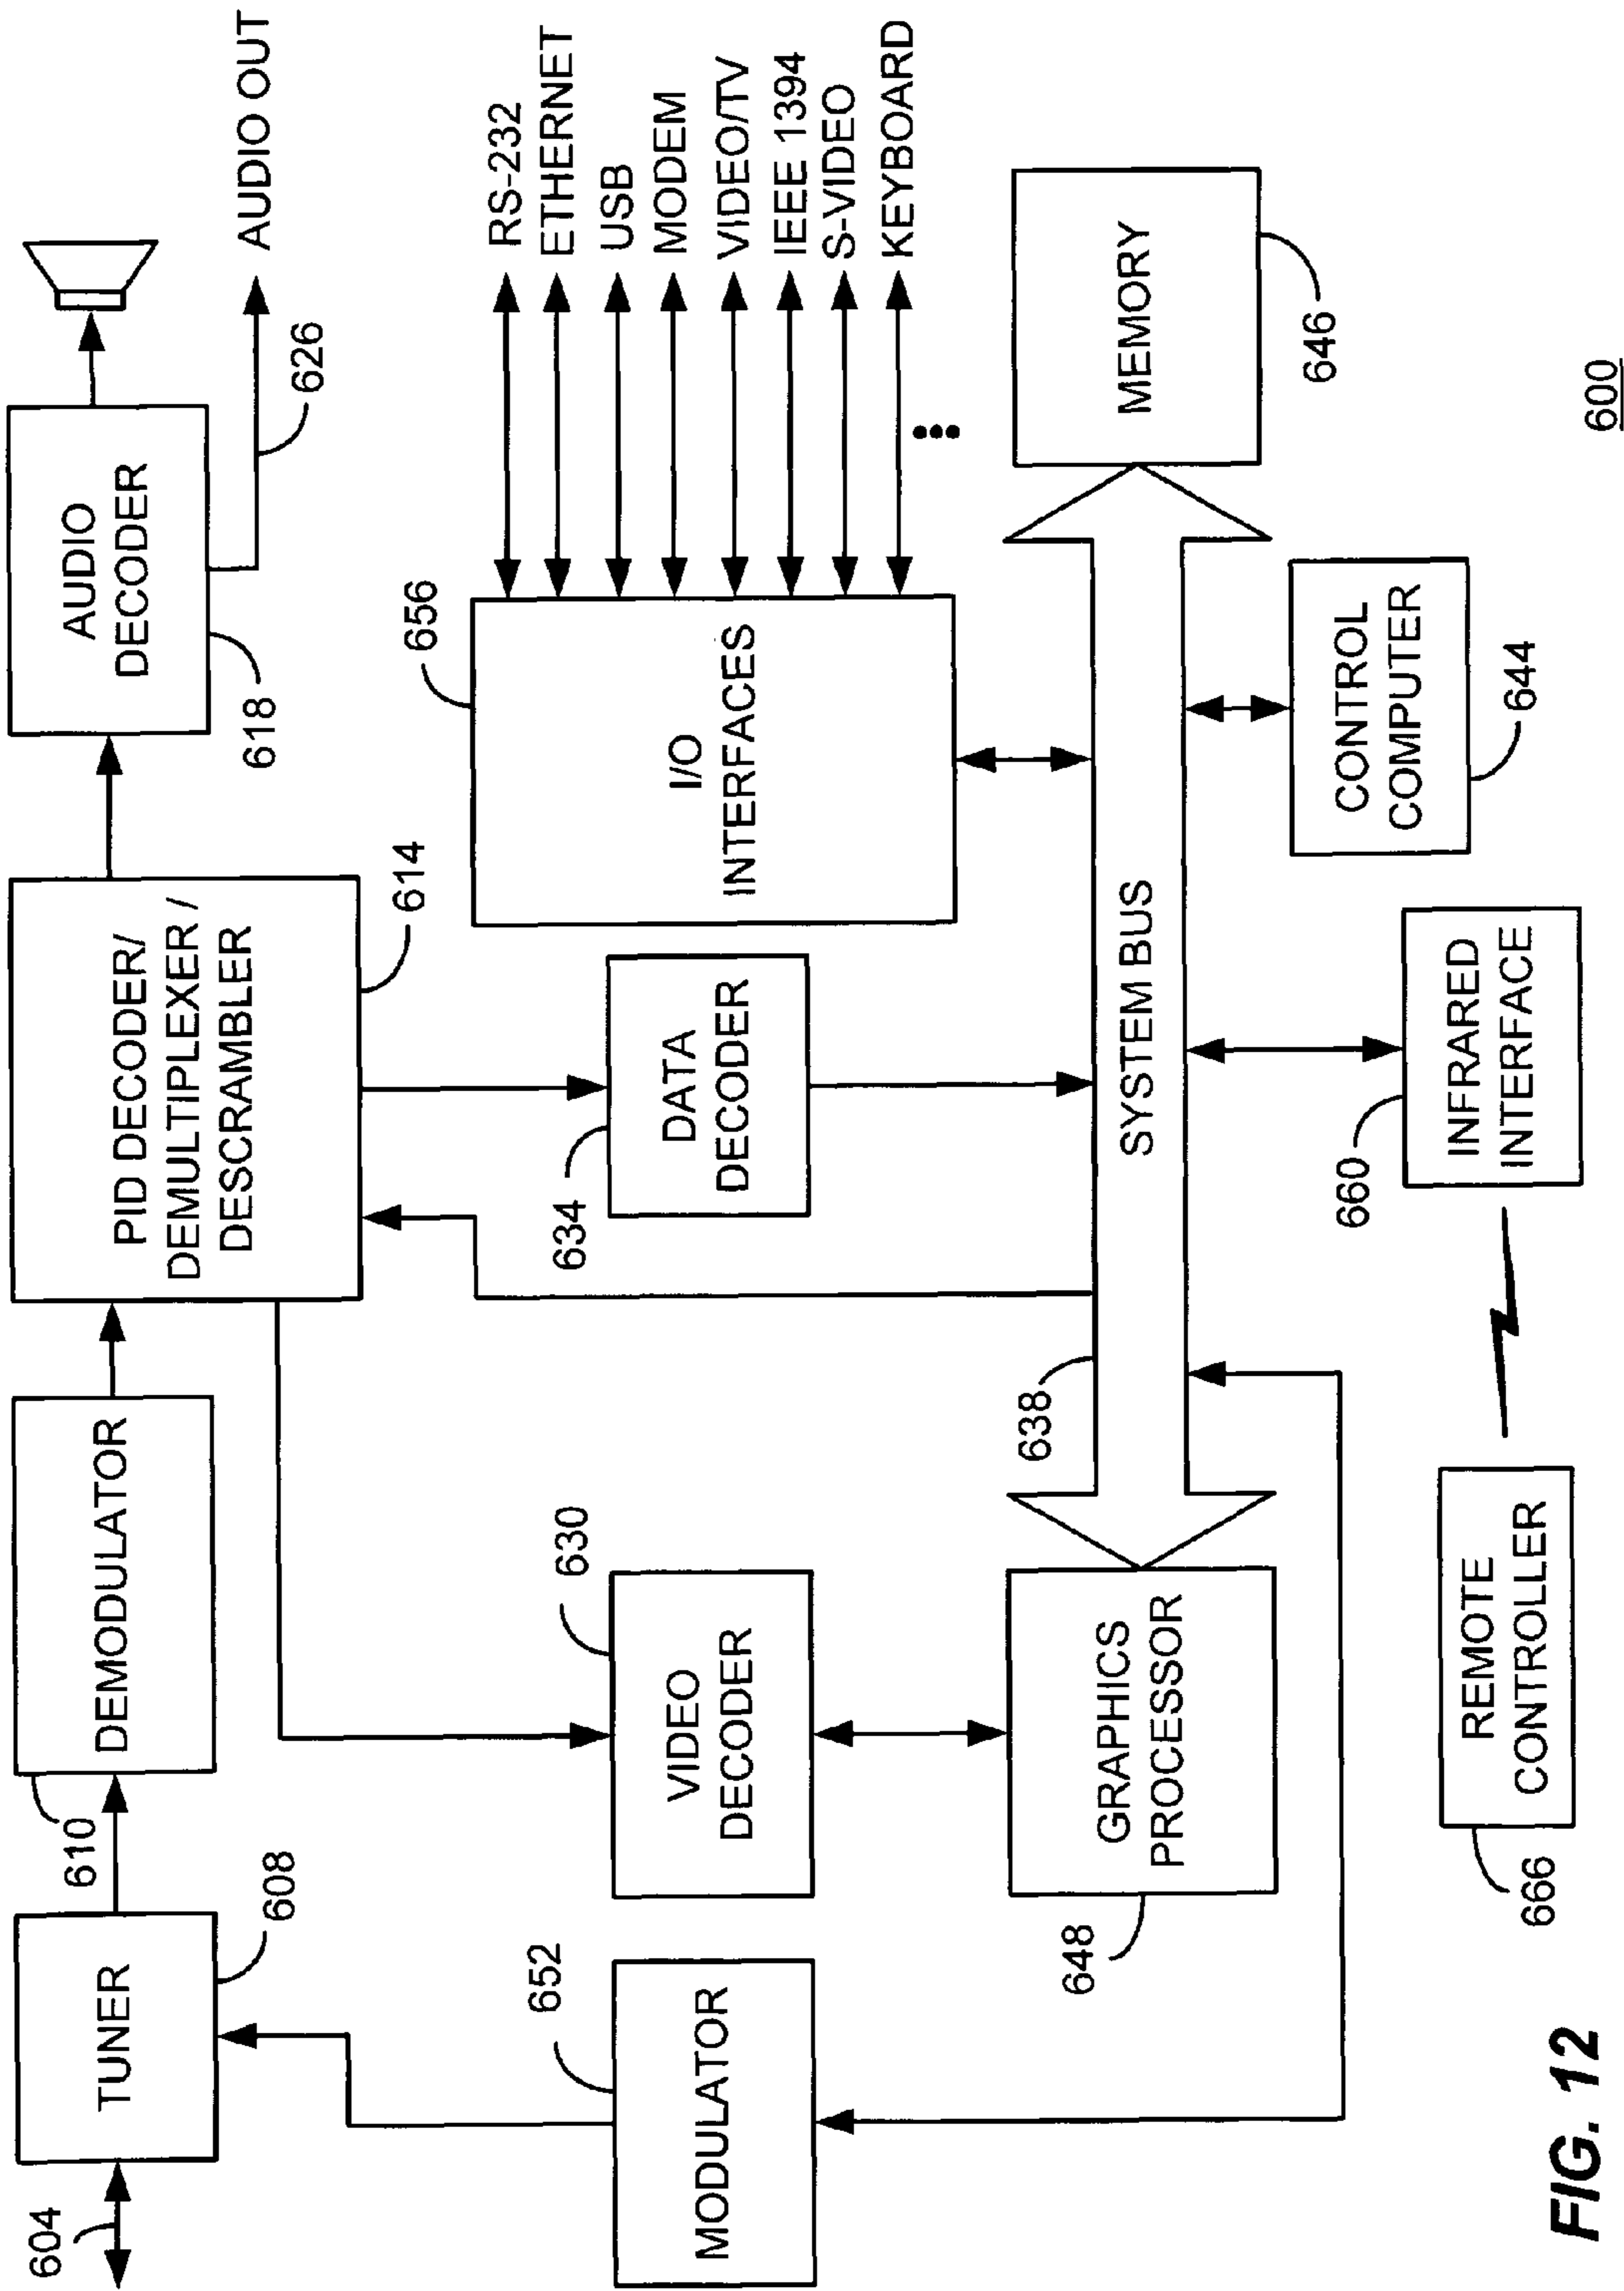 604
TUNER
608
610
DEMODULATOR
PID DECODER/
DEMULTIPLEXER /
DESCRAMBLER
614
AUDIO
DECODER
618
626
AUDIO OUT
652
MODULATOR
630
VIDEO
DECODER
634
DATA
DECODER
656
I/O
INTERFACES
RS-232
ETHERNET
USB
MODEM
VIDEO/TV
IEEE 1394
S-VIDEO
KEYBOARD
648
GRAPHICS
PROCESSOR
638
SYSTEM BUS
MEMORY
646
666
REMOTE
CONTROLLER
660
INFRARED
INTERFACE
CONTROL
COMPUTER
644
FIG. 12
600